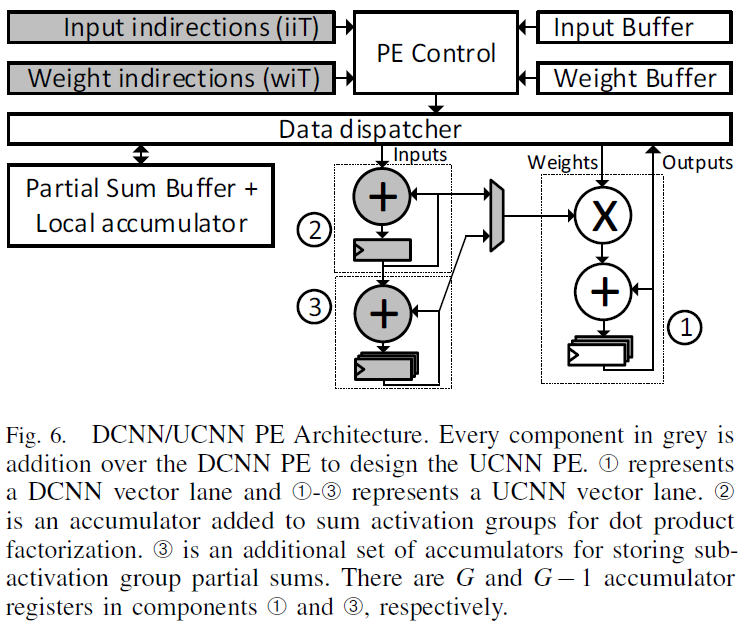 Input indirections (iiT)
PE Control
Input Buffer
Weight indirections (wiT)
Weight Buffer
Data dispatcher
Inputs
Weights
Outputs
Partial Sum Buffer +
Local accumulator
+
2
X
+
3
+
1
Fig. 6. DCNN/UCNN PE Architecture. Every component in grey is
addition over the DCNN PE to design the UCNN PE. ① represents
a DCNN vector lane and ①-③ represents a UCNN vector lane. ②
is an accumulator added to sum activation groups for dot product
factorization. ③ is an additional set of accumulators for storing sub-
activation group partial sums. There are G and G − 1 accumulator
registers in components ① and ③, respectively.